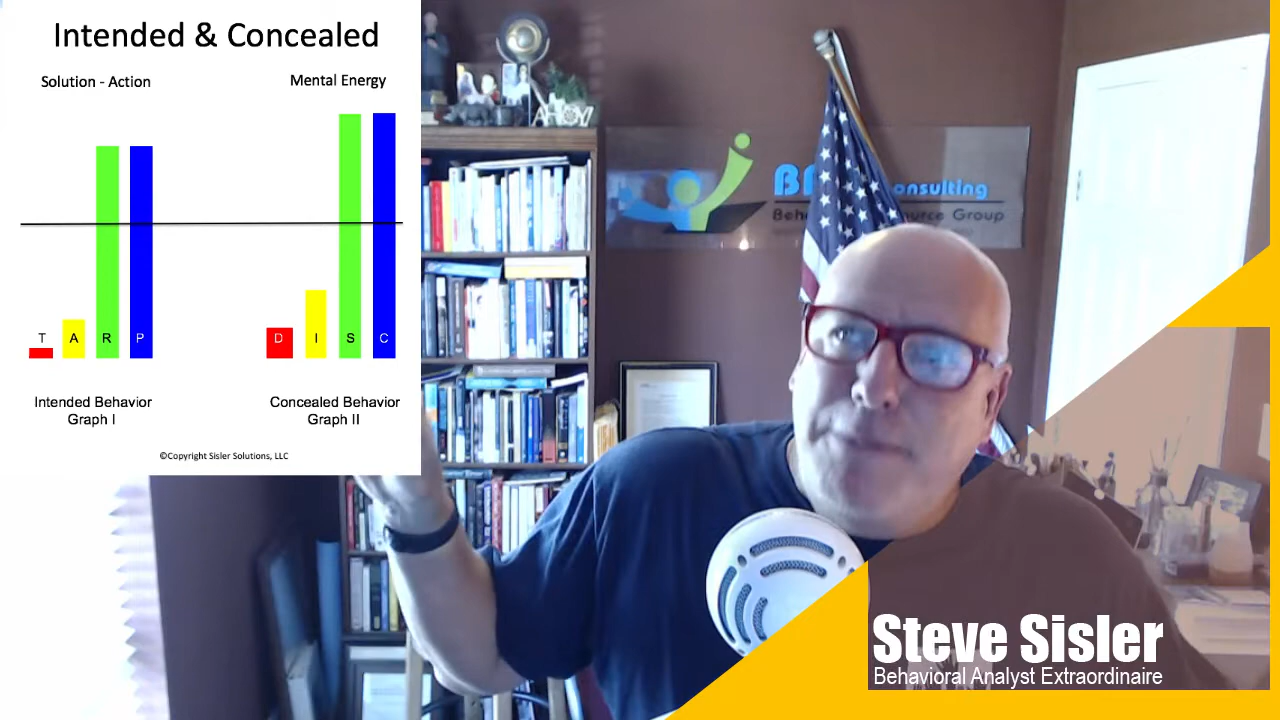 Intended & Concealed
Solution - Action
Mental Energy
T A R P
D I S C
Intended Behavior
Graph I
Concealed Behavior
Graph II
©Copyright Sisler Solutions, LLC
AHOY!
Group
Steve Sisler
Behavioral Analyst Extraordinaire